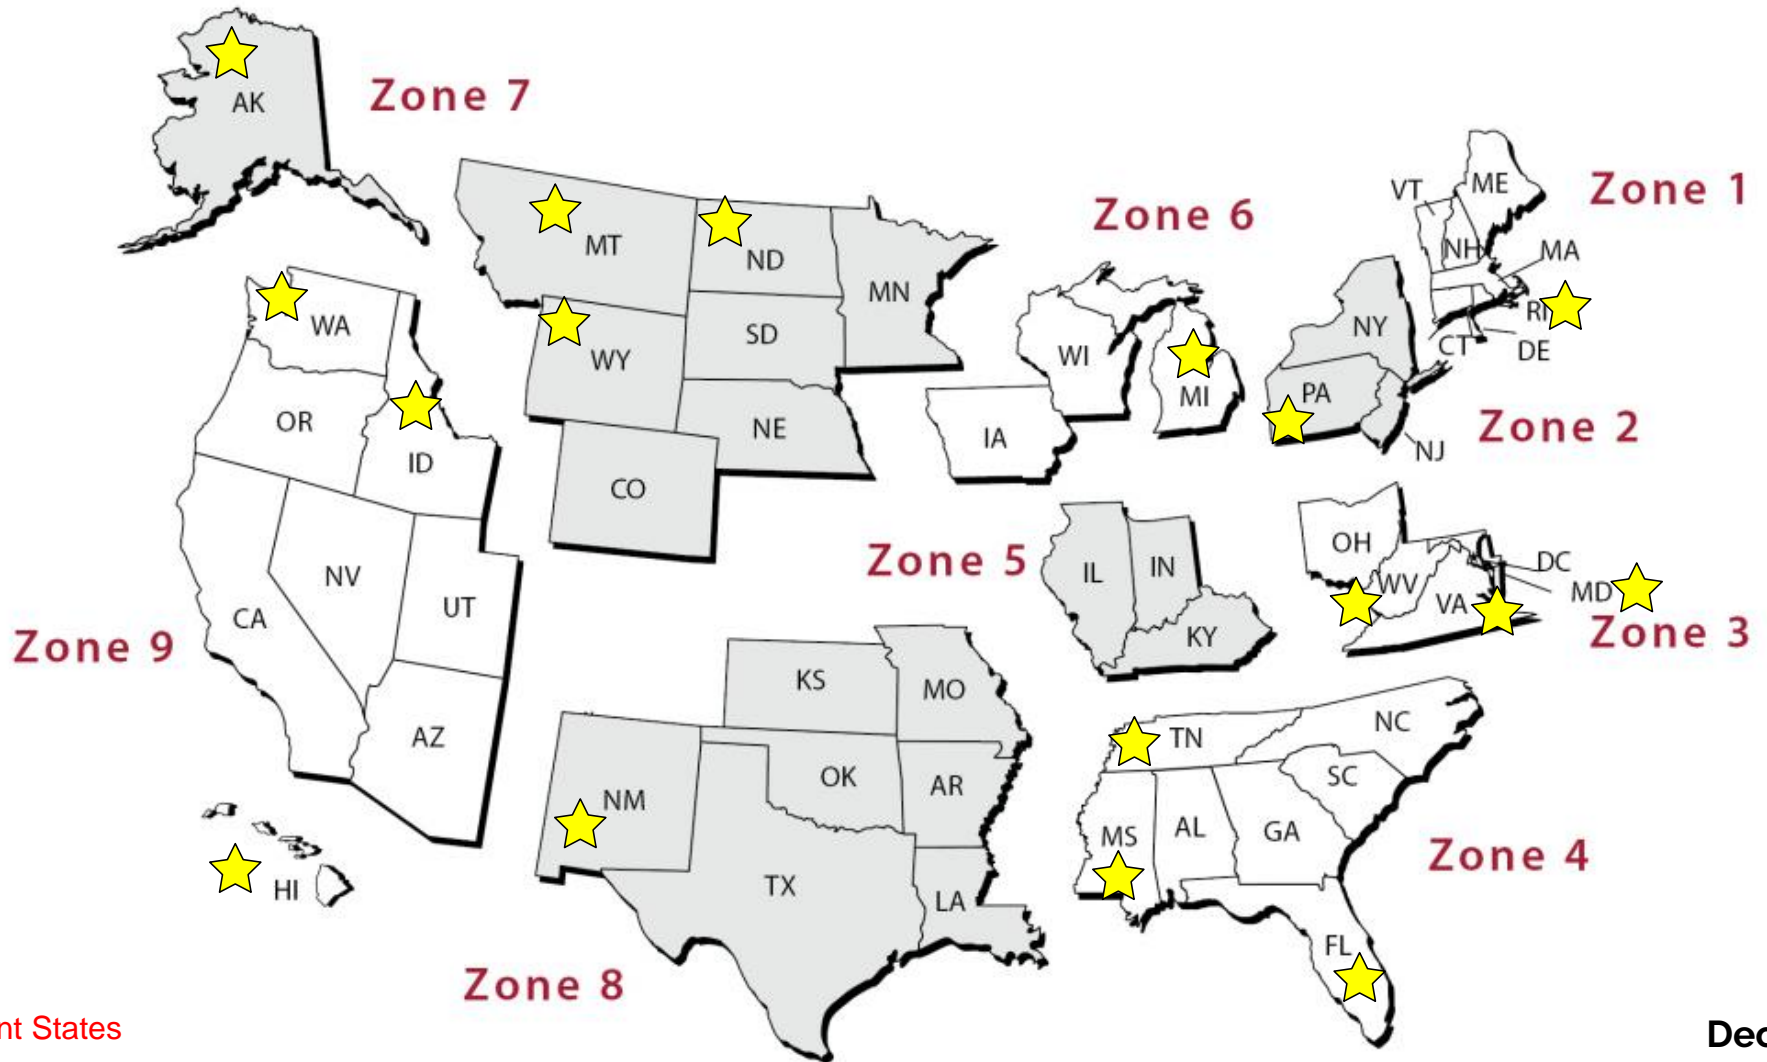 AK
Zone 7
ME
VT
Zone 1
Zone 6
NH
MA
MT
ND
MN
RI
NY
WA
SD
CT
DE
WI
WY
PA
MI
OR
NE
IA
Zone 2
NJ
ID
CO
OH
DC
Zone 5
IL
IN
WV
NV
MD
VA
UT
CA
Zone 3
KY
Zone 9
KS
MO
NC
TN
AZ
SC
OK
AR
NM
MS
AL
GA
Zone 4
TX
HI
LA
FL
Zone 8
nt States
Dec